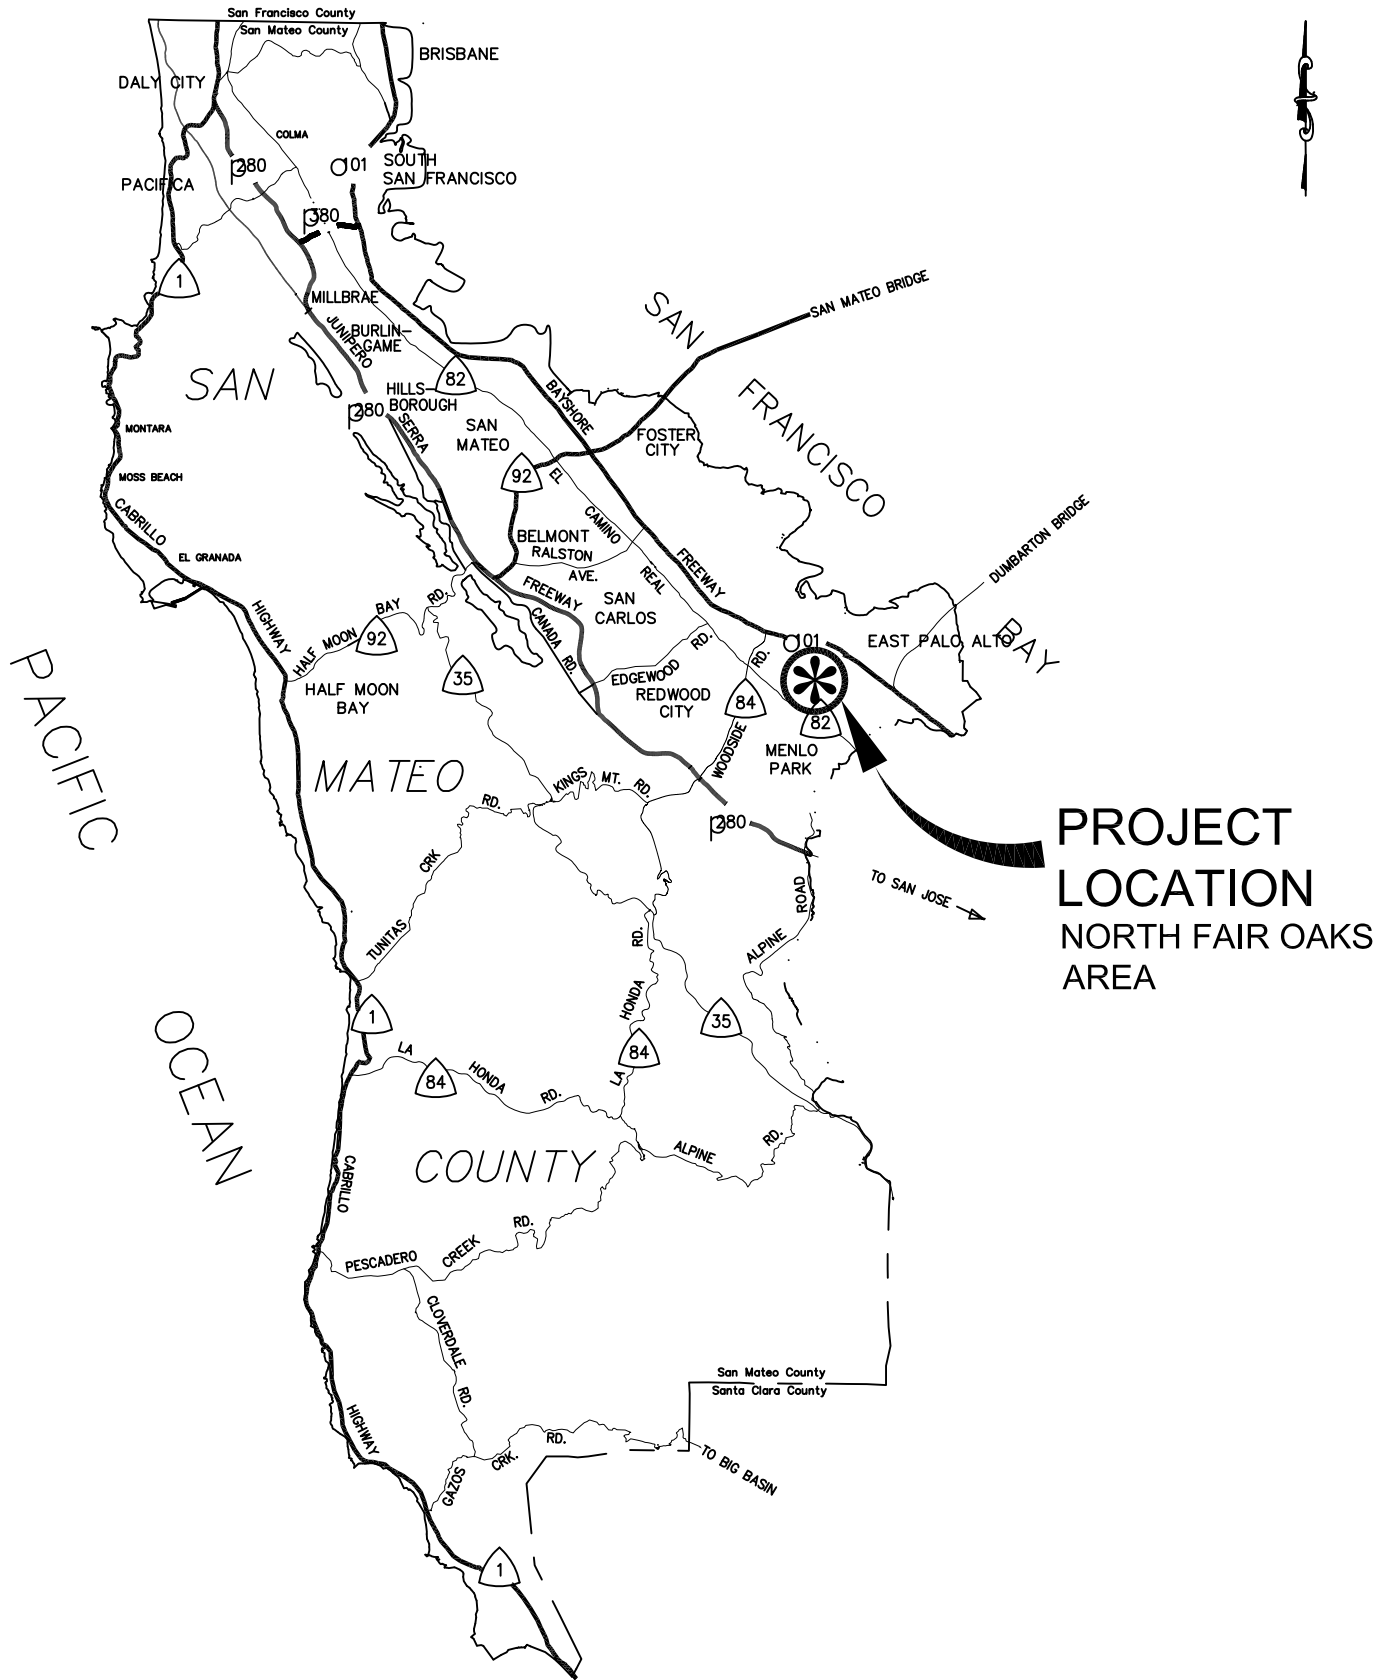 San Francisco County
San Mateo County
BRISBANE
DALY CITY
COLMA
280
101
SOUTH
SAN FRANCISCO
PACIFICA
380
1
MILLBRAE
SAN
SAN MATEO BRIDGE
JUNIPERO
BURLIN-
GAME
SAN
82
HILLS-
BOROUGH
280
SERRA
BAYSHORE
FRANCISCO
MONTARA
SAN
MATEO
FOSTER
CITY
MOSS BEACH
92
EL
CABRILLO
CAMINO
BELMONT
RALSTON
AVE.
REAL
FREEWAY
DUMBARTON BRIDGE
EL GRANADA
HIGHWAY
HALF MOON
BAY
RD.
92
FREEWAY
CANADA RD.
SAN
CARLOS
RD.
RD.
101
EAST PALO ALTO
BAY
PACIFIC
HALF MOON
BAY
35
EDGEWOOD
REDWOOD
CITY
84
82
WOODSIDE
MENLO
PARK
MATEO
KINGS
MT.
RD.
RD.
280
PROJECT
LOCATION
NORTH FAIR OAKS
AREA
CRK
TUNITAS
ROAD
ALPINE
TO SAN JOSE
RD.
HONDA
LA
35
84
OCEAN
1
LA
84
HONDA
RD.
COUNTY
ALPINE
RD.
CABRILLO
PESCADERO
CREEK
RD.
CLOVERDALE
RD.
San Mateo County
Santa Clara County
HIGHWAY
GAZOS
CRK.
RD.
TO BIG BASIN
1